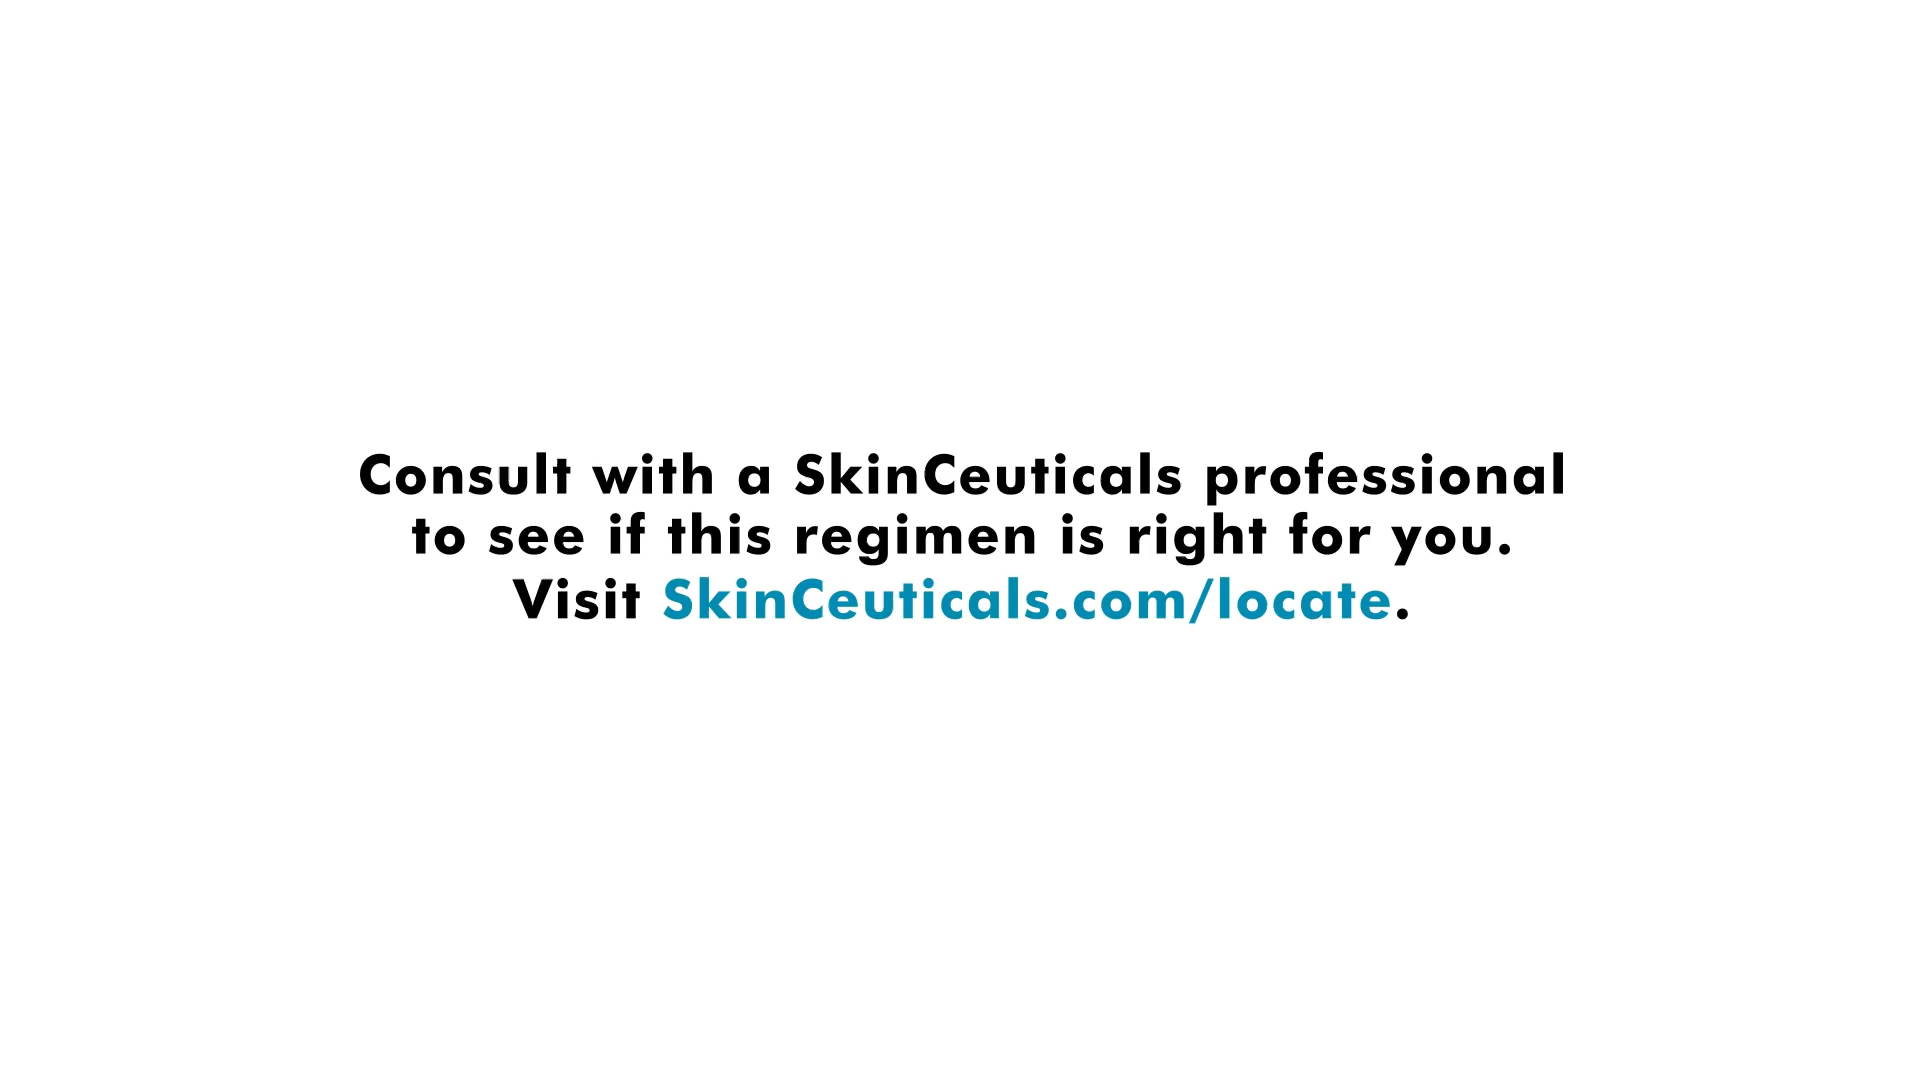 Consult with a SkinCeuticals professional
to see if this regimen is right for you.
Visit SkinCeuticals.com/locate.